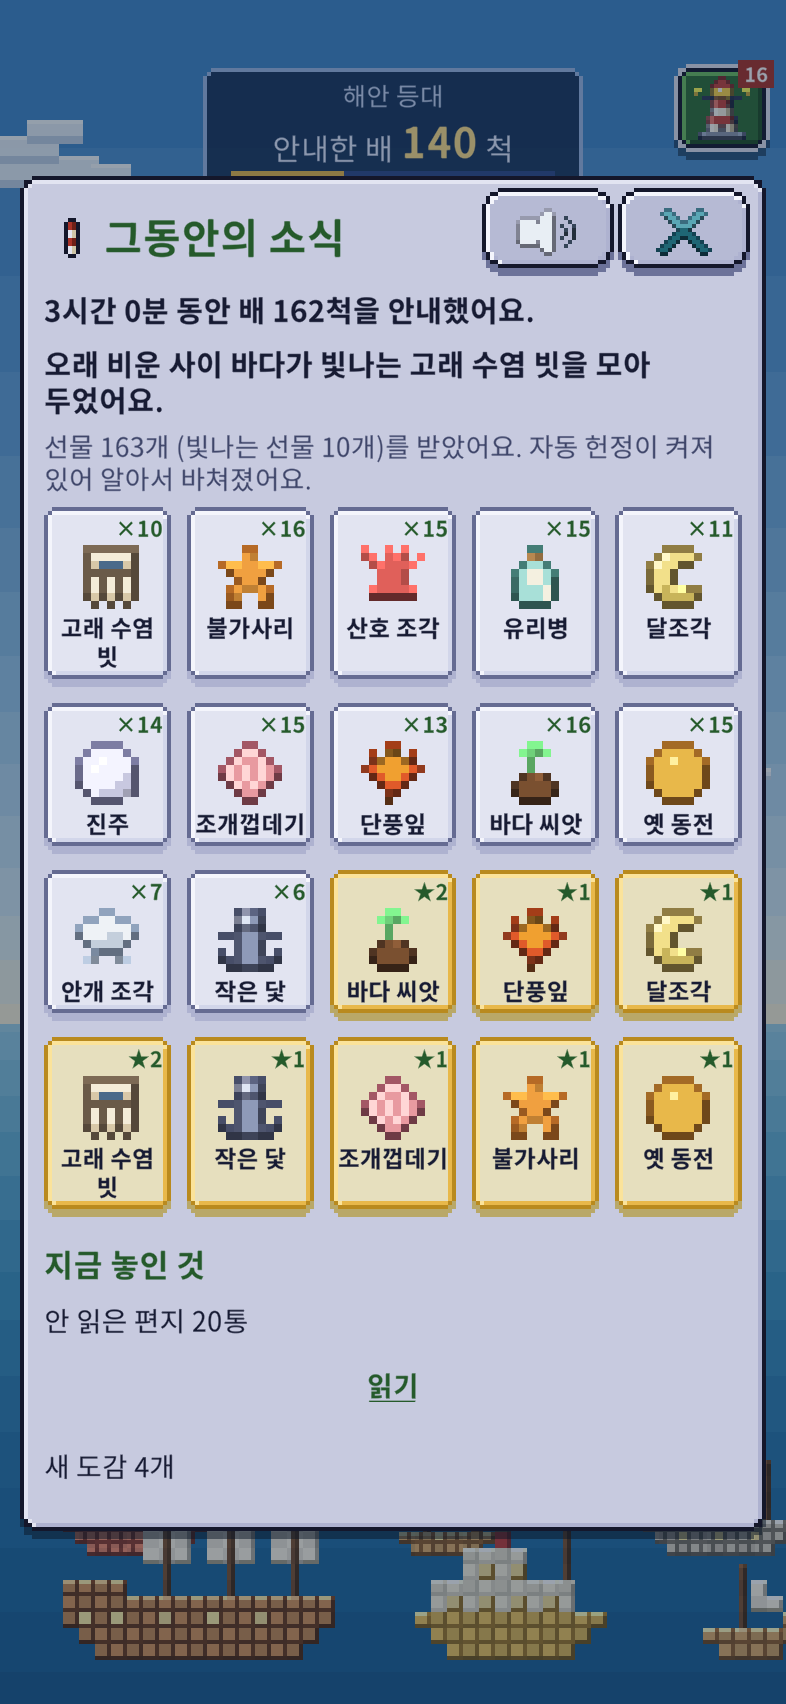 해안 등대
16
안내한 배 140 척
그동안의 소식
3시간 0분 동안 배 162척을 안내했어요.
오래 비운 사이 바다가 빛나는 고래 수염 빗을 모아
두었어요.
선물 163개 (빛나는 선물 10개)를 받았어요. 자동 헌정이 켜져
있어 알아서 바쳐졌어요.
×10 ×16 ×15 ×15 ×11
고래 수염 불가사리 산호 조각 유리병 달조각
빗
×14 ×15 ×13 ×16 ×15
진주 조개껍데기 단풍잎 바다 씨앗 옛 동전
×7 ×6 ★2 ★1 ★1
안개 조각 작은 닻 바다 씨앗 단풍잎 달조각
★2 ★1 ★1 ★1 ★1
고래 수염 작은 닻 조개껍데기 불가사리 옛 동전
빗
지금 놓인 것
안 읽은 편지 20통
읽기
새 도감 4개